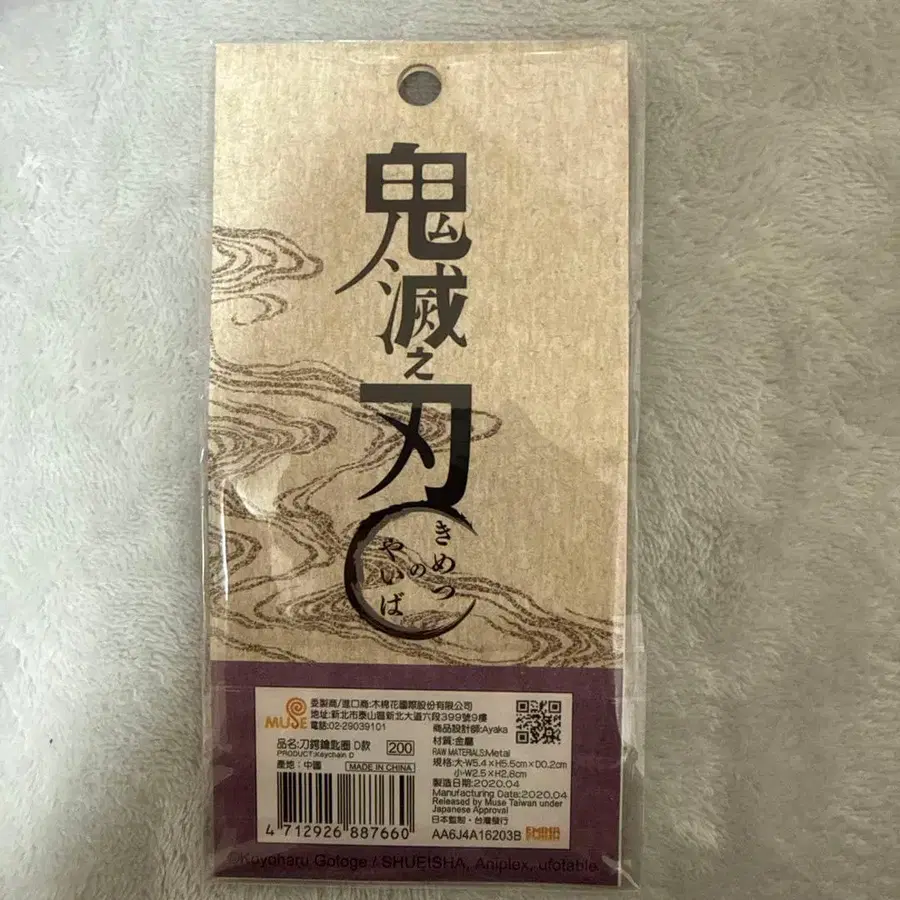 鬼滅之刃
きめつ
の
やいば
MUSE
委製商/進口商:木棉花國際股份有限公司
地址:新北市泰山區新北大道六段399號9樓
電話:02-29039101
商品設計師:Ayaka
品名:刀鍔鑰匙圈 D款
200
PRODUCT:Keychain D
產地:中國
MADE IN CHINA
材質:金屬
RAW MATERIALS:Metal
規格:大-W5.4×H5.5cm×D0.2cm
小-W2.5×H2.8cm
製造日期:2020.04
Manufacturing Date:2020.04
Released by Muse Taiwan under
Japanese Approval
日本監制·台灣發行
4 712926 887660
AA6J4A16203B
©Koyoharu Gotoge / SHUEISHA, Aniplex, ufotable